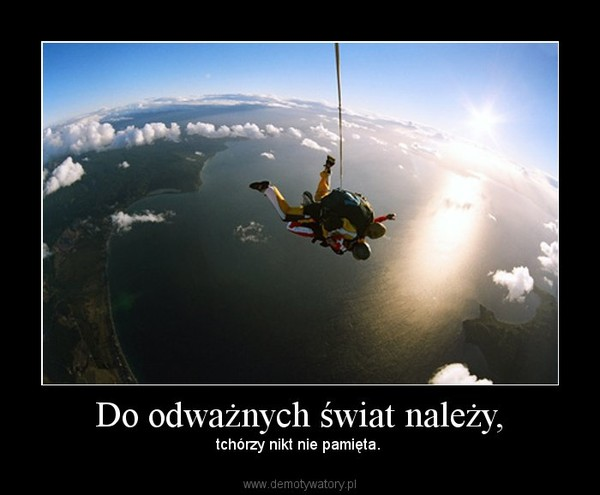 Do odważnych świat należy,
tchórzy nikt nie pamięta.
www.demotywatory.pl